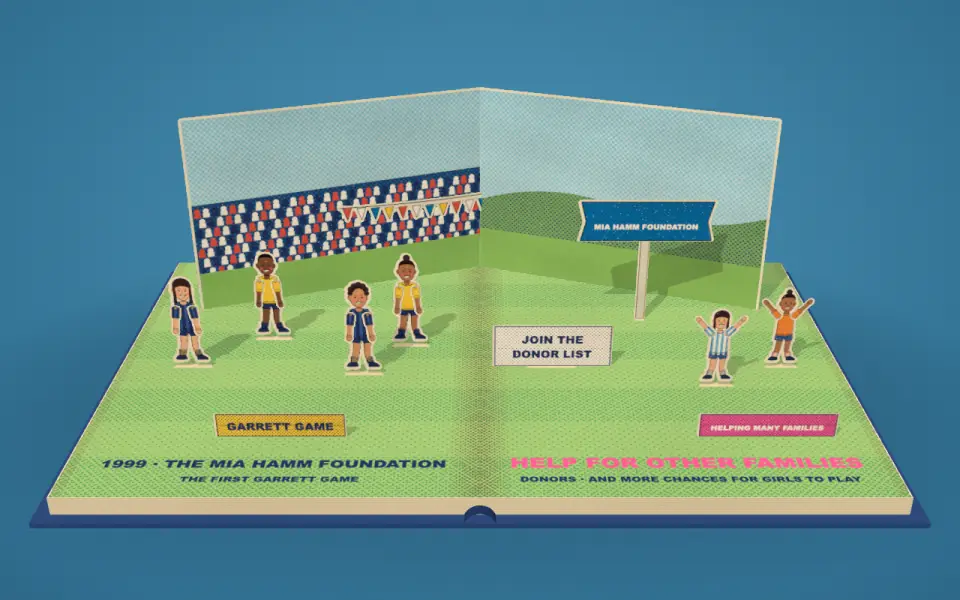 MIA HAMM FOUNDATION
JOIN THE
DONOR LIST
GARRETT GAME
HELPING MANY FAMILIES
1999 · THE MIA HAMM FOUNDATION
THE FIRST GARRETT GAME
HELP FOR OTHER FAMILIES
DONORS · AND MORE CHANCES FOR GIRLS TO PLAY